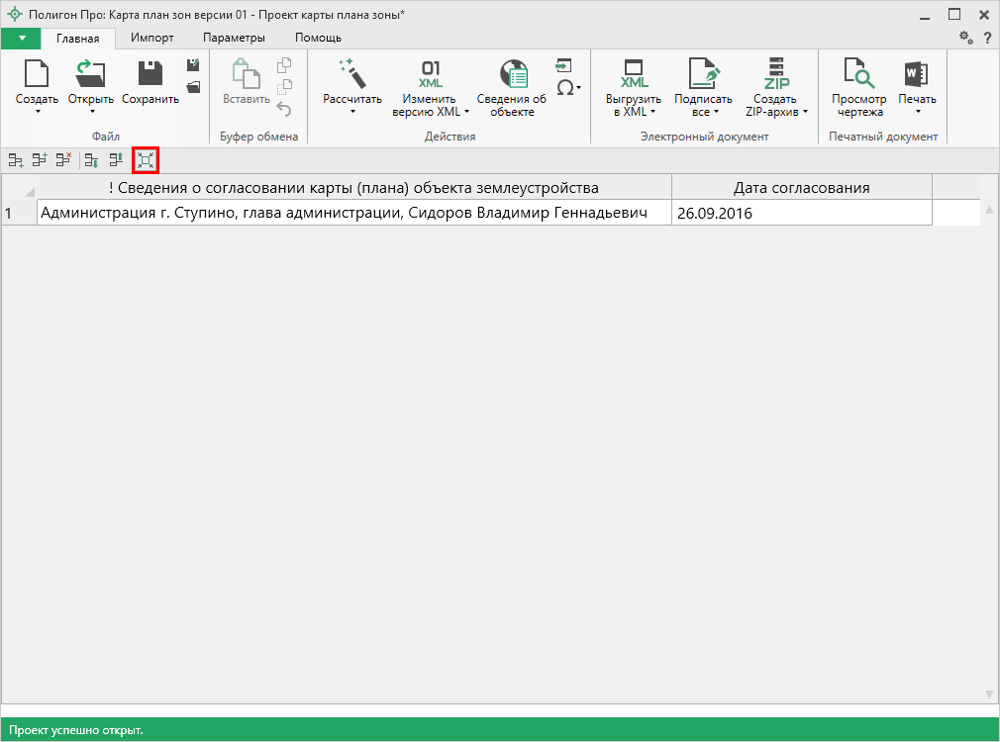 Полигон Про: Карта план зон версии 01 - Проект карты плана зоны*
Главная Импорт Параметры Помощь
?
01
XML XML ZIP W
Создать Открыть Сохранить Вставить Рассчитать Изменить версию XML Сведения об объекте Ω Выгрузить в XML Подписать все Создать ZIP-архив Просмотр чертежа Печать
Файл Буфер обмена Действия Электронный документ Печатный документ
! Сведения о согласовании карты (плана) объекта землеустройства Дата согласования
1 Администрация г. Ступино, глава администрации, Сидоров Владимир Геннадьевич 26.09.2016
Проект успешно открыт.